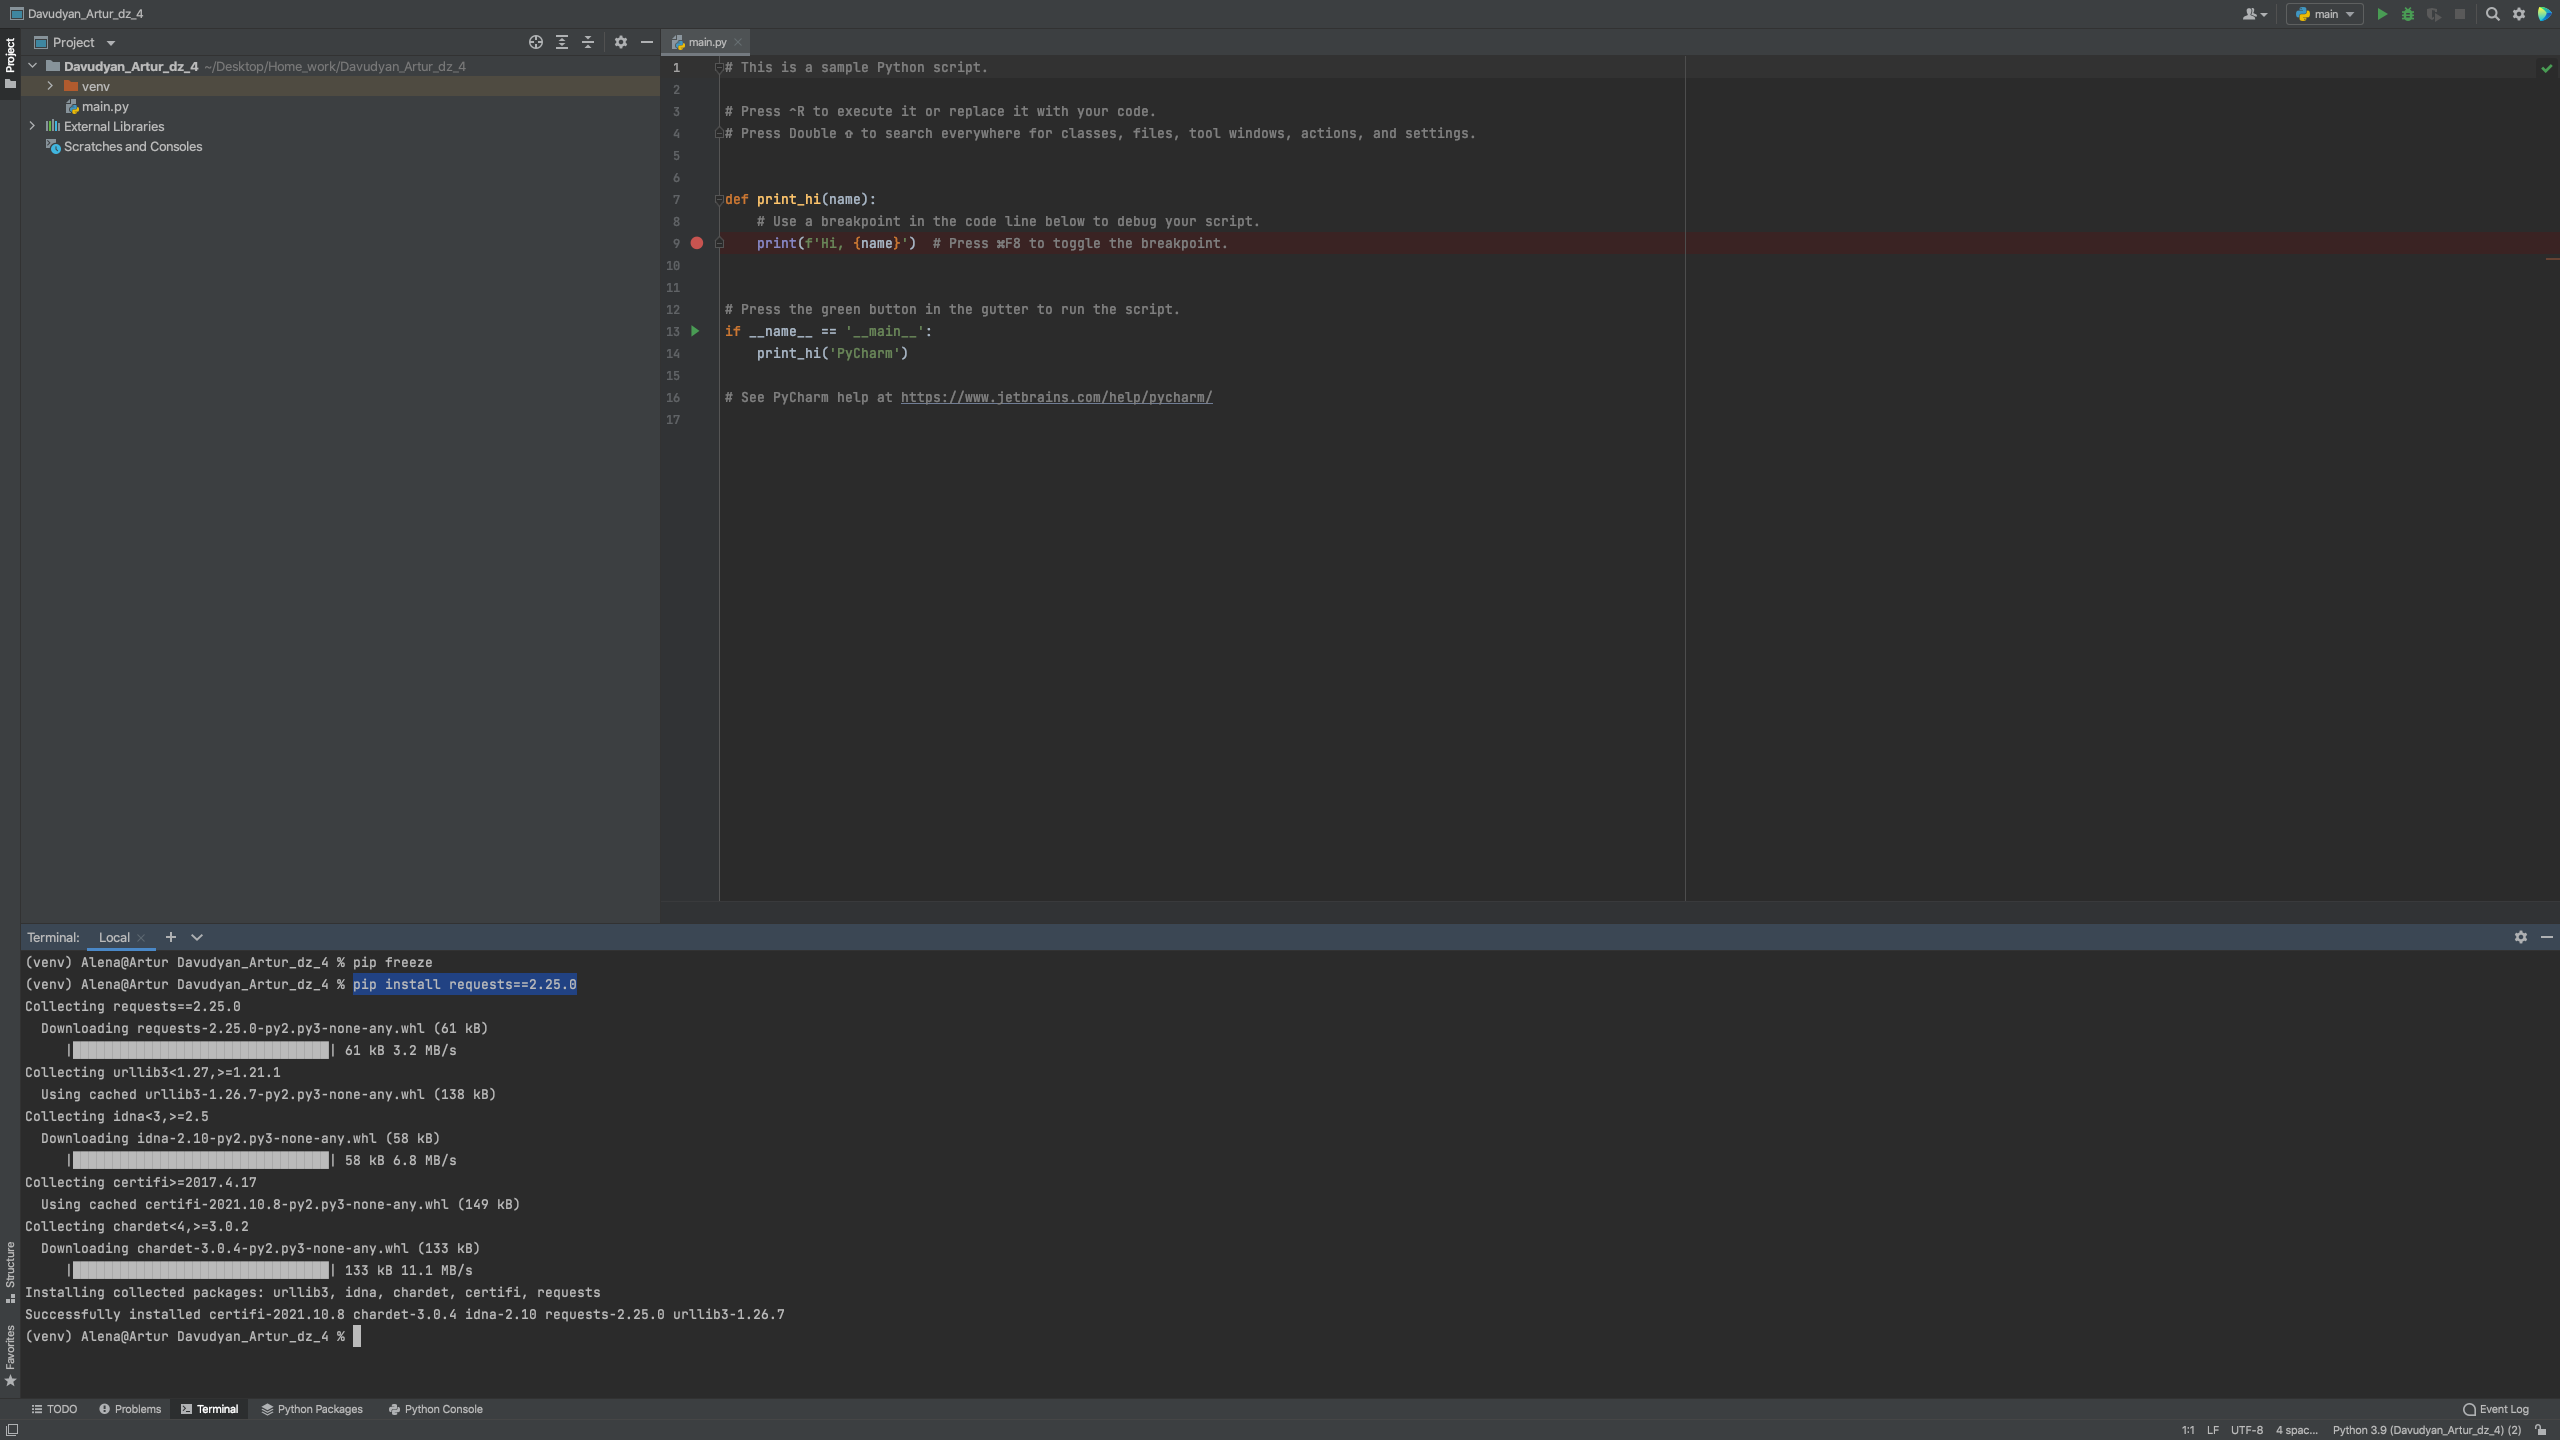 Davudyan_Artur_dz_4
main
Project
Project
Davudyan_Artur_dz_4 ~/Desktop/Home_work/Davudyan_Artur_dz_4
venv
main.py
External Libraries
Scratches and Consoles
main.py
1 # This is a sample Python script.
2
3 # Press ⌃R to execute it or replace it with your code.
4 # Press Double ⇧ to search everywhere for classes, files, tool windows, actions, and settings.
5
6
7 def print_hi(name):
8     # Use a breakpoint in the code line below to debug your script.
9     print(f'Hi, {name}')  # Press ⌘F8 to toggle the breakpoint.
10
11
12 # Press the green button in the gutter to run the script.
13 if __name__ == '__main__':
14     print_hi('PyCharm')
15
16 # See PyCharm help at https://www.jetbrains.com/help/pycharm/
17
Terminal: Local
(venv) Alena@Artur Davudyan_Artur_dz_4 % pip freeze
(venv) Alena@Artur Davudyan_Artur_dz_4 % pip install requests==2.25.0
Collecting requests==2.25.0
  Downloading requests-2.25.0-py2.py3-none-any.whl (61 kB)
     |████████████████████████████████| 61 kB 3.2 MB/s
Collecting urllib3<1.27,>=1.21.1
  Using cached urllib3-1.26.7-py2.py3-none-any.whl (138 kB)
Collecting idna<3,>=2.5
  Downloading idna-2.10-py2.py3-none-any.whl (58 kB)
     |████████████████████████████████| 58 kB 6.8 MB/s
Collecting certifi>=2017.4.17
  Using cached certifi-2021.10.8-py2.py3-none-any.whl (149 kB)
Collecting chardet<4,>=3.0.2
  Downloading chardet-3.0.4-py2.py3-none-any.whl (133 kB)
     |████████████████████████████████| 133 kB 11.1 MB/s
Installing collected packages: urllib3, idna, chardet, certifi, requests
Successfully installed certifi-2021.10.8 chardet-3.0.4 idna-2.10 requests-2.25.0 urllib3-1.26.7
(venv) Alena@Artur Davudyan_Artur_dz_4 %
Structure
Favorites
TODO Problems Terminal Python Packages Python Console Event Log
1:1 LF UTF-8 4 spac... Python 3.9 (Davudyan_Artur_dz_4) (2)